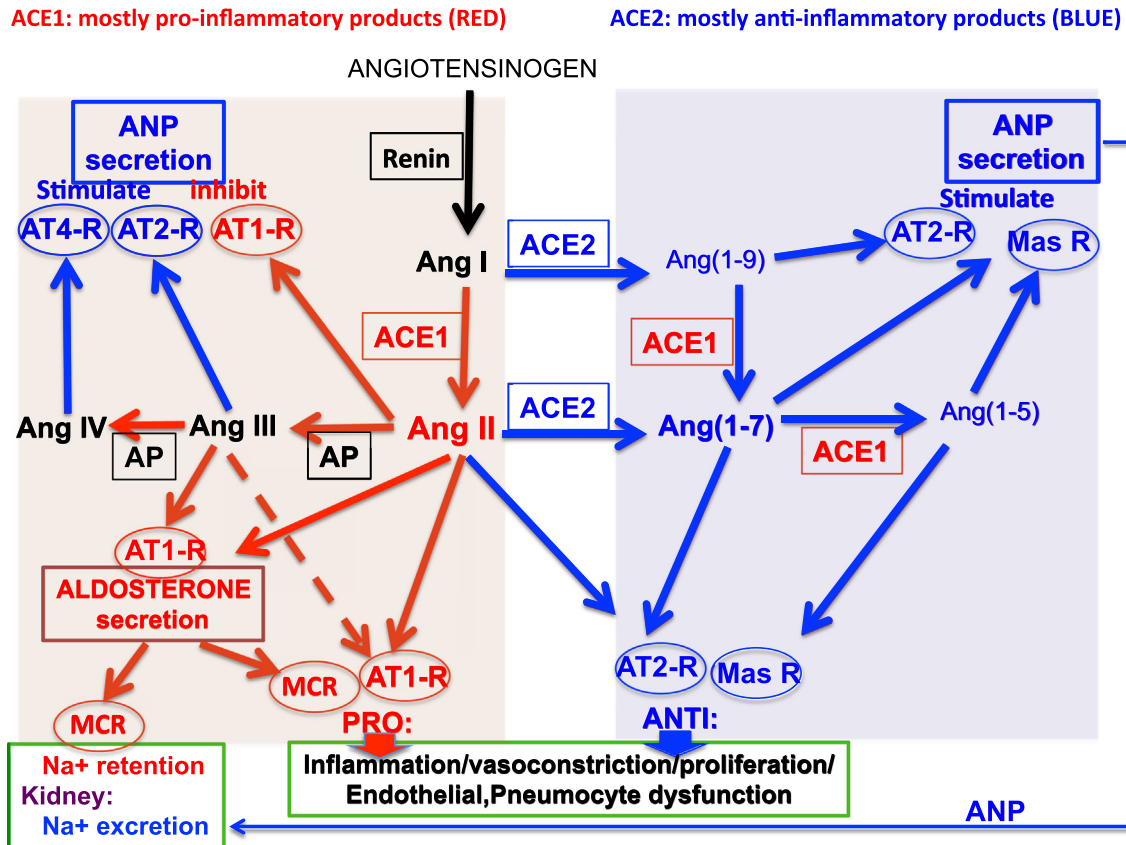 ACE1: mostly pro-inflammatory products (RED)
ACE2: mostly anti-inflammatory products (BLUE)
ANGIOTENSINOGEN
ANP
secretion
Renin
ANP
secretion
Stimulate
inhibit
Stimulate
AT4-R
AT2-R
AT1-R
AT2-R
Mas R
Ang I
ACE2
Ang(1-9)
ACE1
ACE1
Ang IV
AP
Ang III
AP
Ang II
ACE2
Ang(1-7)
ACE1
Ang(1-5)
AT1-R
ALDOSTERONE
secretion
MCR
MCR
AT1-R
AT2-R
Mas R
PRO:
ANTI:
Na+ retention
Kidney:
Na+ excretion
Inflammation/vasoconstriction/proliferation/
Endothelial,Pneumocyte dysfunction
ANP